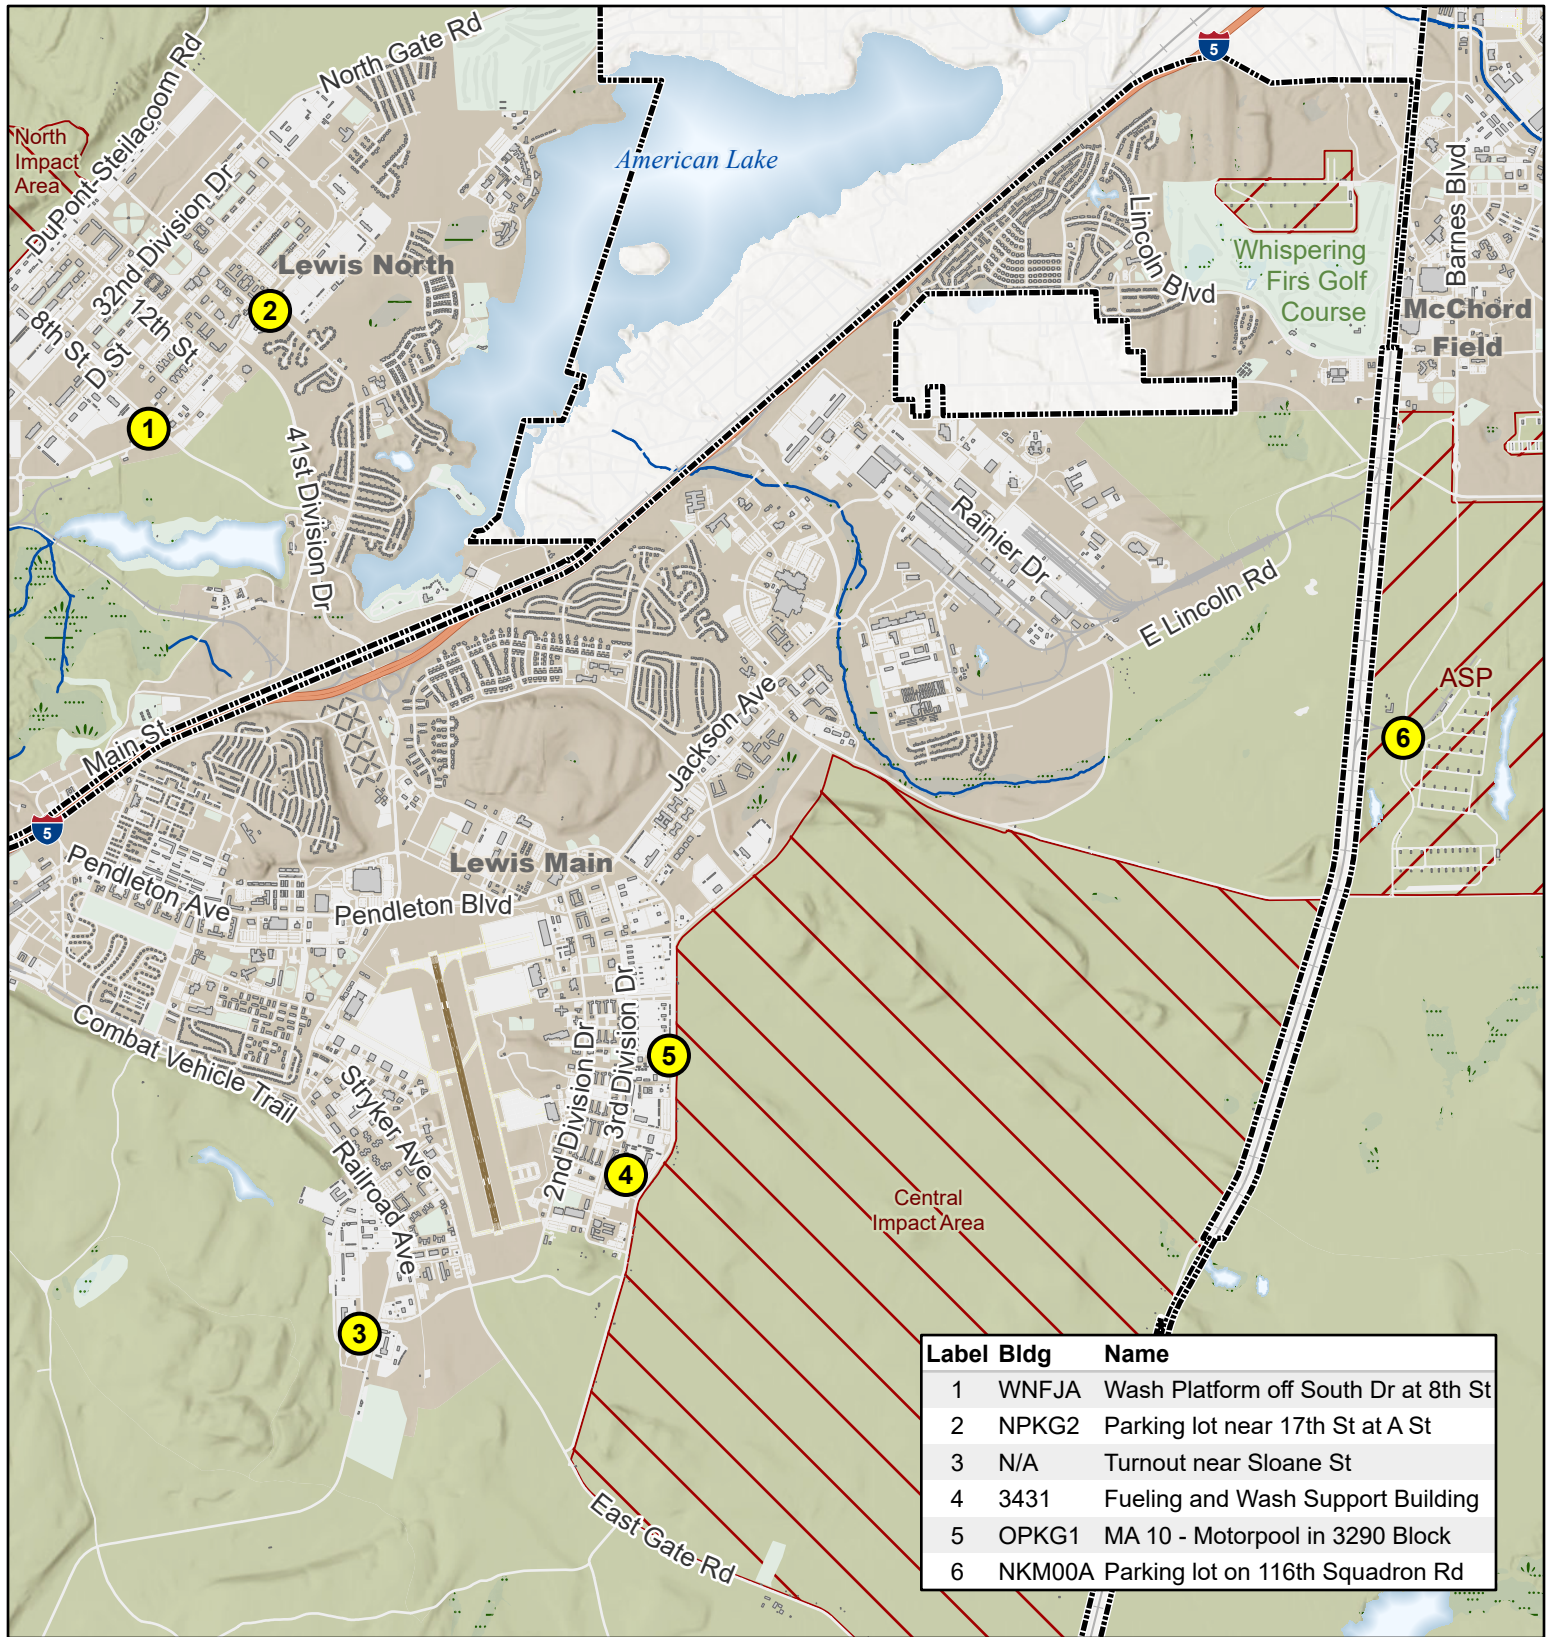 North Gate Rd
5
DuPont-Steilacoom Rd
North
Impact
Area
American Lake
Barnes Blvd
32nd Division Dr
Lincoln Blvd
Whispering
Firs Golf
Course
Lewis North
2
12th St
8th St
D St
McChord
Field
1
41st Division Dr
Rainier Dr
E Lincoln Rd
ASP
Jackson Ave
6
Main St
5
Lewis Main
Pendleton Ave
Pendleton Blvd
Combat Vehicle Trail
3rd Division Dr
2nd Division Dr
5
Stryker Ave
Railroad Ave
4
Central
Impact Area
3
East Gate Rd
Label Bldg Name
1 WNFJA Wash Platform off South Dr at 8th St
2 NPKG2 Parking lot near 17th St at A St
3 N/A Turnout near Sloane St
4 3431 Fueling and Wash Support Building
5 OPKG1 MA 10 - Motorpool in 3290 Block
6 NKM00A Parking lot on 116th Squadron Rd